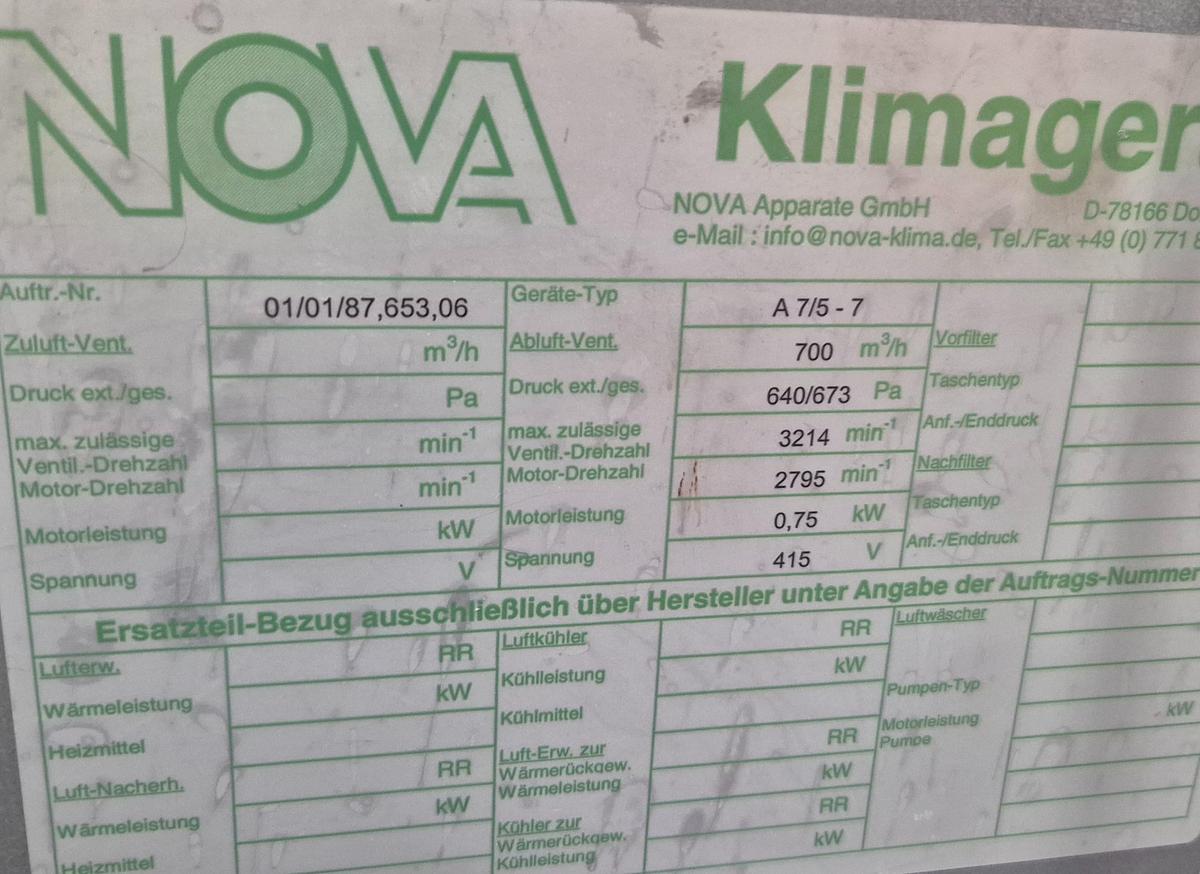 NOVA
Klimager
NOVA Apparate GmbH D-78166 Do
e-Mail : info@nova-klima.de, Tel./Fax +49 (0) 771 8
Auftr.-Nr. 01/01/87,653,06 Geräte-Typ A 7/5 - 7
Zuluft-Vent. m³/h Abluft-Vent. 700 m³/h Vorfilter
Druck ext./ges. Pa Druck ext./ges. 640/673 Pa Taschentyp
max. zulässige
Ventil.-Drehzahl min⁻¹ max. zulässige
Ventil.-Drehzahl 3214 min⁻¹ Anf.-/Enddruck
Motor-Drehzahl min⁻¹ Motor-Drehzahl 2795 min⁻¹ Nachfilter
Taschentyp
Motorleistung kW Motorleistung 0,75 kW Anf.-/Enddruck
Spannung V Spannung 415 V
Ersatzteil-Bezug ausschließlich über Hersteller unter Angabe der Auftrags-Nummer
Lufterw. RR Luftkühler RR Luftwäscher
Wärmeleistung kW Kühlleistung kW Pumpen-Typ
Heizmittel Kühlmittel Motorleistung
Pumpe kW
Luft-Nacherh. RR Luft-Erw. zur
Wärmerückgew. RR
Wärmeleistung kW Wärmeleistung kW
Heizmittel Kühler zur
Wärmerückgew. RR
Kühlleistung kW